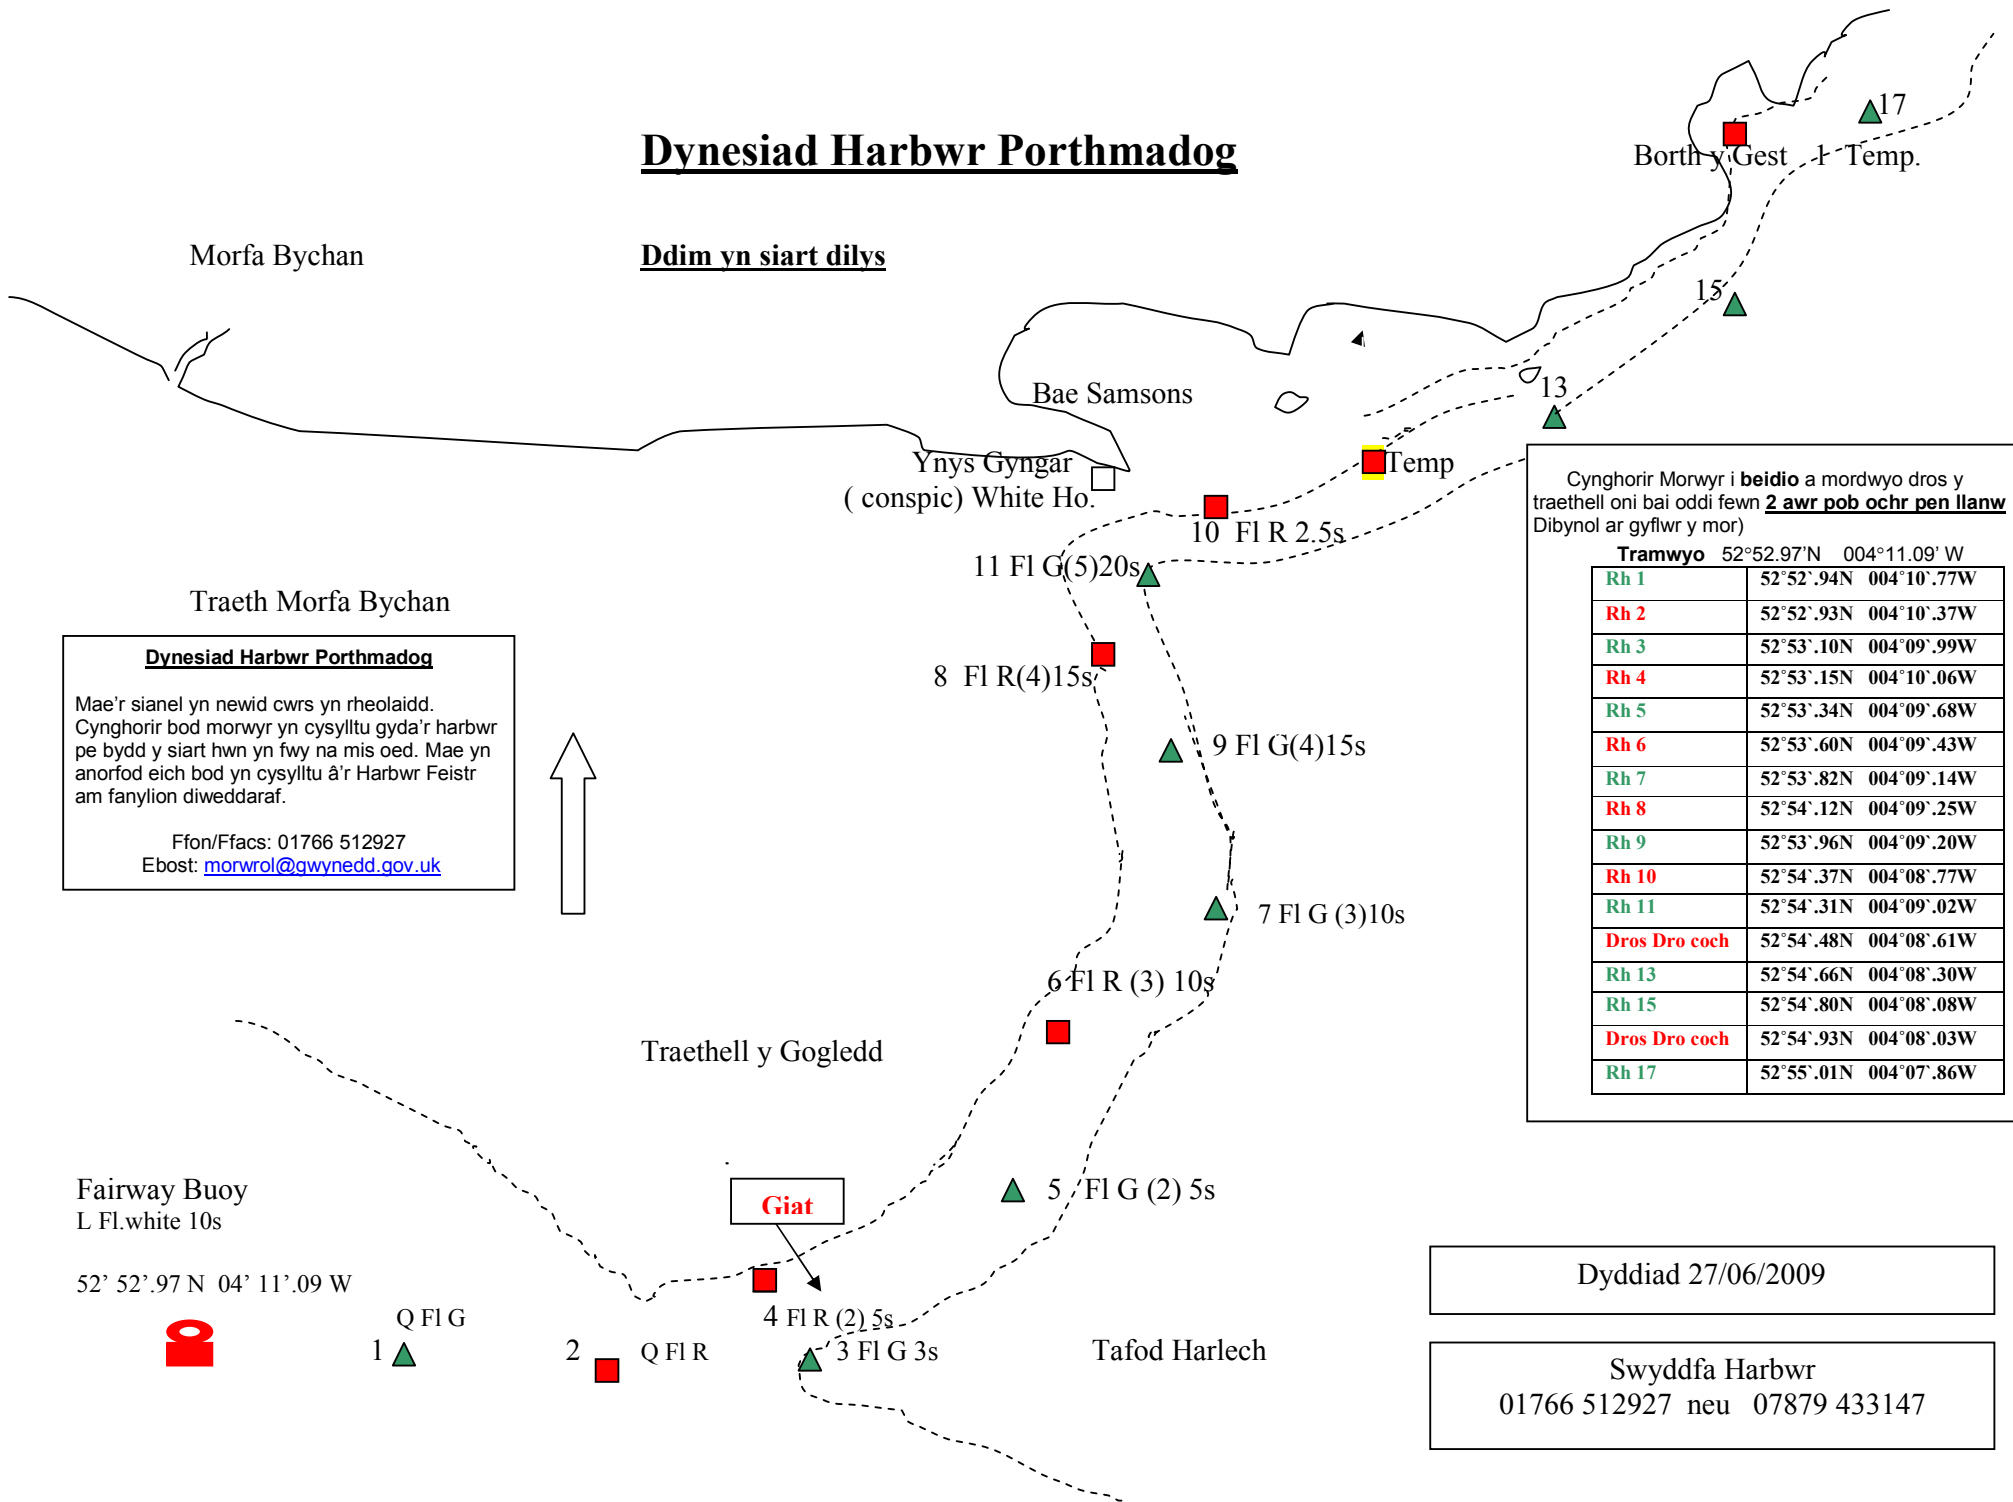 Dynesiad Harbwr Porthmadog
Ddim yn siart dilys
Morfa Bychan
17
Borth y Gest 1 Temp.
15
13
Bae Samsons
Ynys Gyngar
( conspic) White Ho.
Temp
10 Fl R 2.5s
11 Fl G(5)20s
Traeth Morfa Bychan
8 Fl R(4)15s
9 Fl G(4)15s
7 Fl G (3)10s
6 Fl R (3) 10s
Traethell y Gogledd
5 Fl G (2) 5s
Giat
4 Fl R (2) 5s
3 Fl G 3s
Tafod Harlech
Fairway Buoy
L Fl.white 10s
52’ 52’.97 N 04’ 11’.09 W
Q Fl G
1
2 Q Fl R
Dynesiad Harbwr Porthmadog
Mae’r sianel yn newid cwrs yn rheolaidd.
Cynghorir bod morwyr yn cysylltu gyda’r harbwr
pe bydd y siart hwn yn fwy na mis oed. Mae yn
anorfod eich bod yn cysylltu â’r Harbwr Feistr
am fanylion diweddaraf.
Ffon/Ffacs: 01766 512927
Ebost: morwrol@gwynedd.gov.uk
Cynghorir Morwyr i beidio a mordwyo dros y
traethell oni bai oddi fewn 2 awr pob ochr pen llanw
Dibynol ar gyflwr y mor)
Tramwyo 52°52.97’N 004°11.09’ W
Rh 1 52˚52`.94N 004˚10`.77W
Rh 2 52˚52`.93N 004˚10`.37W
Rh 3 52˚53`.10N 004˚09`.99W
Rh 4 52˚53`.15N 004˚10`.06W
Rh 5 52˚53`.34N 004˚09`.68W
Rh 6 52˚53`.60N 004˚09`.43W
Rh 7 52˚53`.82N 004˚09`.14W
Rh 8 52˚54`.12N 004˚09`.25W
Rh 9 52˚53`.96N 004˚09`.20W
Rh 10 52˚54`.37N 004˚08`.77W
Rh 11 52˚54`.31N 004˚09`.02W
Dros Dro coch 52˚54`.48N 004˚08`.61W
Rh 13 52˚54`.66N 004˚08`.30W
Rh 15 52˚54`.80N 004˚08`.08W
Dros Dro coch 52˚54`.93N 004˚08`.03W
Rh 17 52˚55`.01N 004˚07`.86W
Dyddiad 27/06/2009
Swyddfa Harbwr
01766 512927 neu 07879 433147